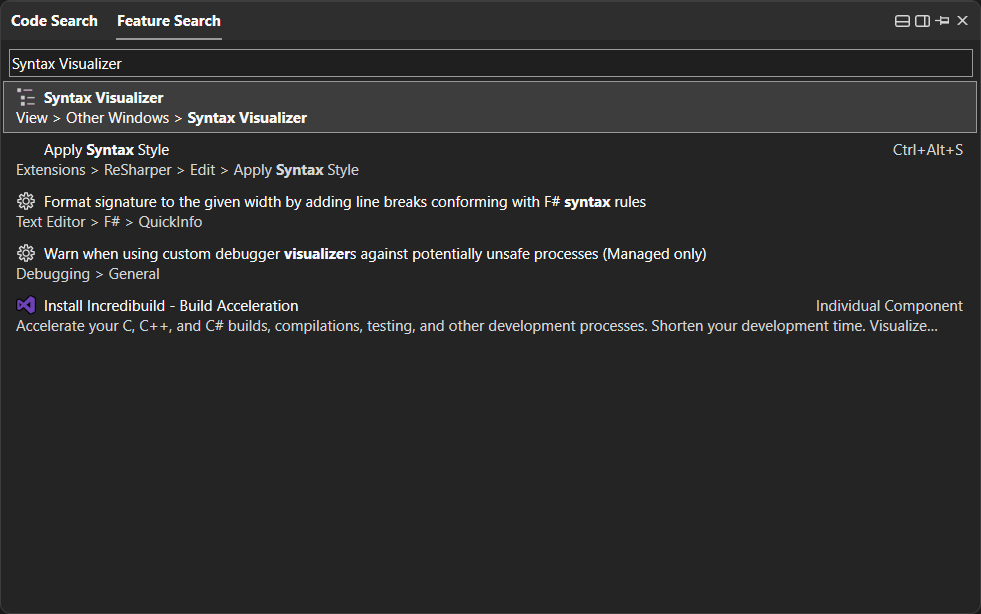 Code Search Feature Search
Syntax Visualizer
Syntax Visualizer
View > Other Windows > Syntax Visualizer
Apply Syntax Style Ctrl+Alt+S
Extensions > ReSharper > Edit > Apply Syntax Style
Format signature to the given width by adding line breaks conforming with F# syntax rules
Text Editor > F# > QuickInfo
Warn when using custom debugger visualizers against potentially unsafe processes (Managed only)
Debugging > General
Install Incredibuild - Build Acceleration Individual Component
Accelerate your C, C++, and C# builds, compilations, testing, and other development processes. Shorten your development time. Visualize...